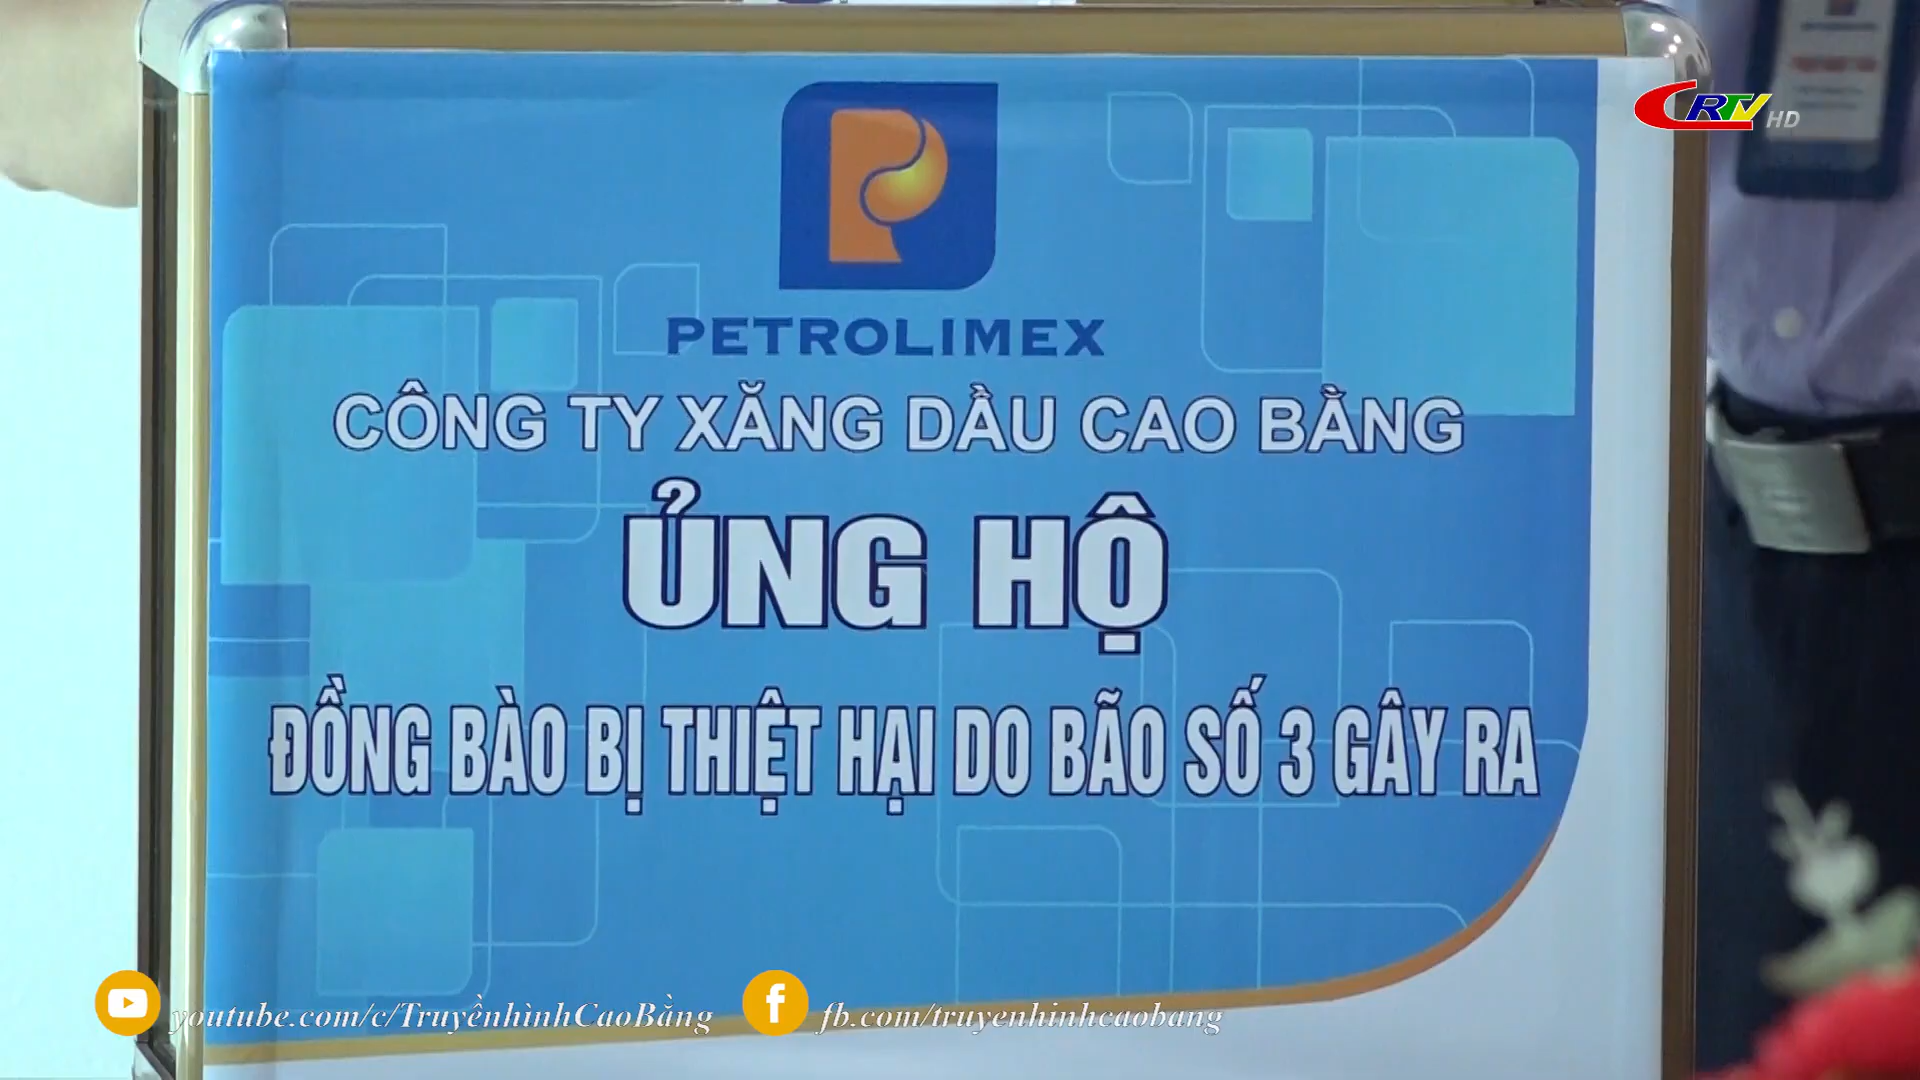 CRTV HD
PETROLIMEX
CÔNG TY XĂNG DẦU CAO BẰNG
ỦNG HỘ
ĐỒNG BÀO BỊ THIỆT HẠI DO BÃO SỐ 3 GÂY RA
youtube.com/c/TruyềnhìnhCaoBằng
fb.com/truyenhinhcaobang